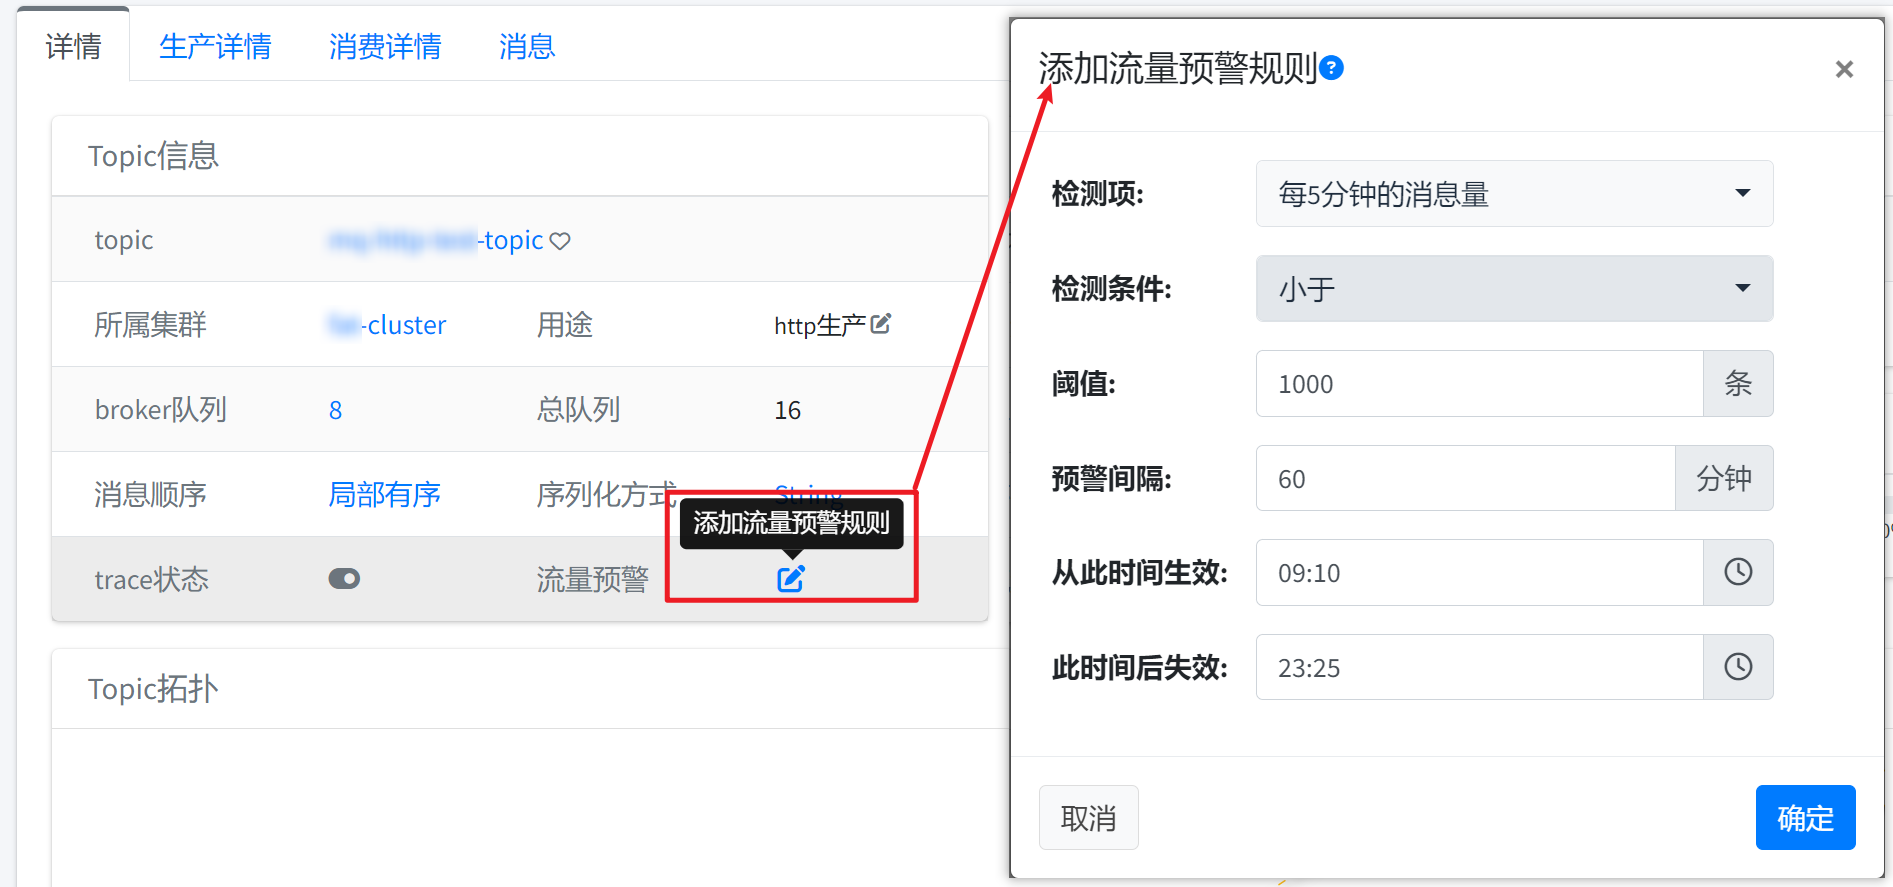 详情 生产详情 消费详情 消息
Topic信息
topic -topic
所属集群 -cluster 用途 http生产
broker队列 8 总队列 16
消息顺序 局部有序 序列化方式 String
添加流量预警规则
trace状态 流量预警
Topic拓扑
添加流量预警规则 ?
×
检测项: 每5分钟的消息量
检测条件: 小于
阈值: 1000 条
预警间隔: 60 分钟
从此时间生效: 09:10
此时间后失效: 23:25
取消 确定